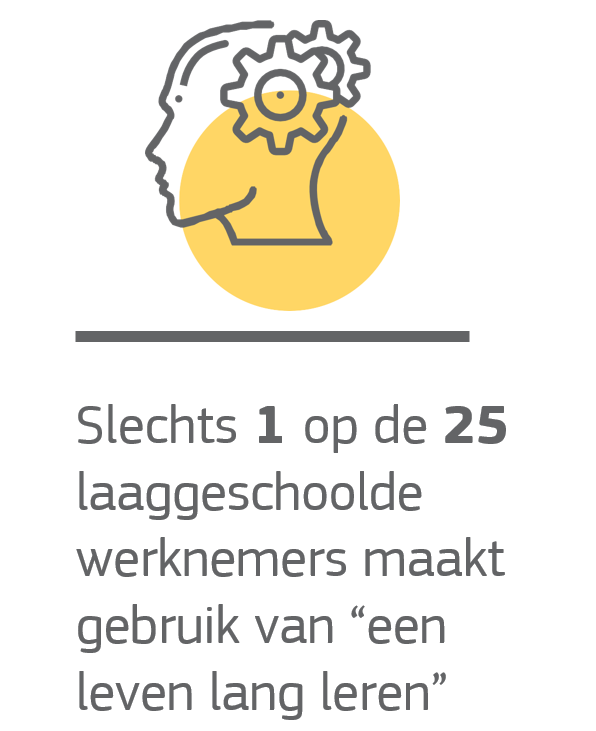 Slechts 1 op de 25
laaggeschoolde
werknemers maakt
gebruik van “een
leven lang leren”